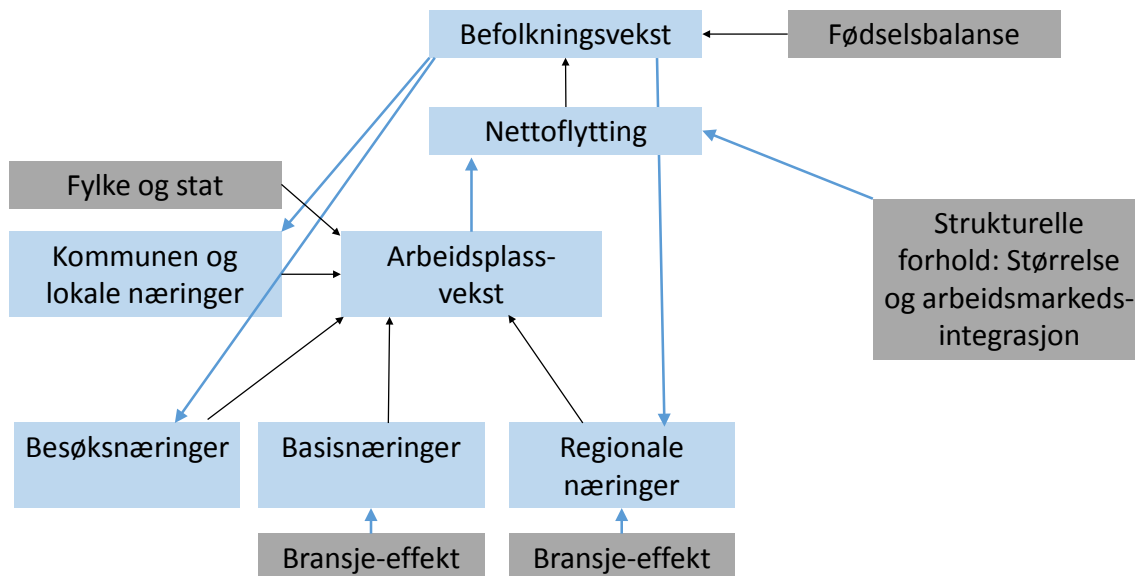 Befolkningsvekst
Fødselsbalanse
Nettoflytting
Fylke og stat
Kommunen og
lokale næringer
Arbeidsplass-
vekst
Strukturelle
forhold: Størrelse
og arbeidsmarkeds-
integrasjon
Besøksnæringer
Basisnæringer
Regionale
næringer
Bransje-effekt
Bransje-effekt